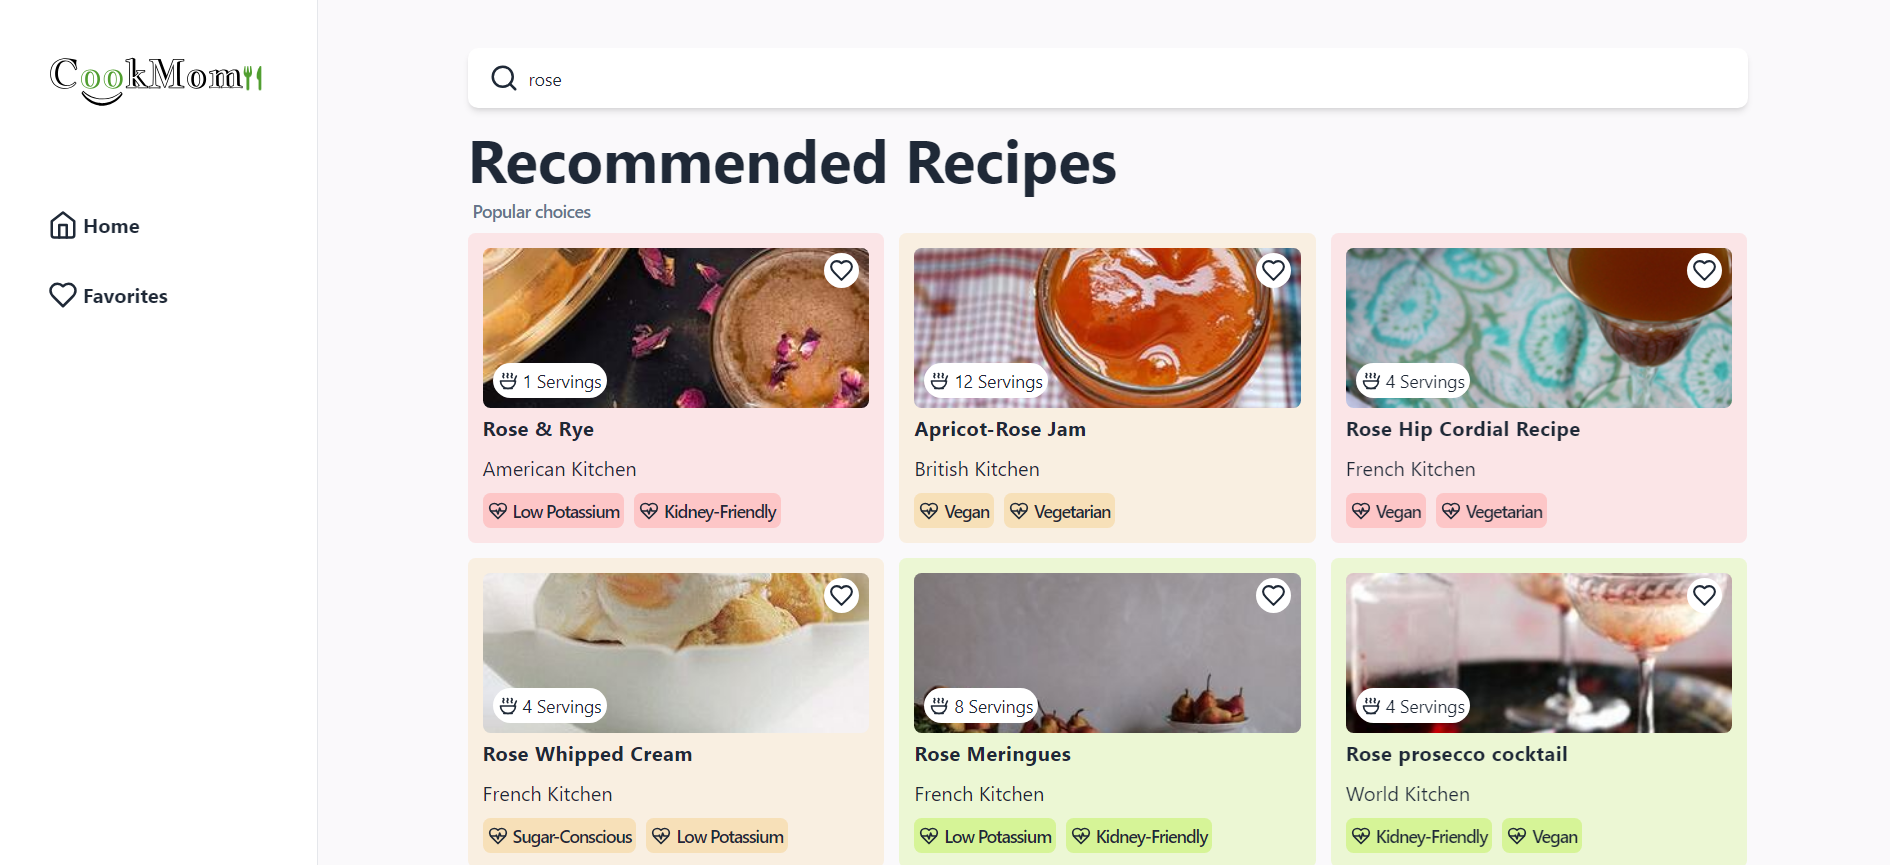 CookMom
Home
Favorites
rose
Recommended Recipes
Popular choices
1 Servings
Rose & Rye
American Kitchen
Low Potassium
Kidney-Friendly
12 Servings
Apricot-Rose Jam
British Kitchen
Vegan
Vegetarian
4 Servings
Rose Hip Cordial Recipe
French Kitchen
Vegan
Vegetarian
4 Servings
Rose Whipped Cream
French Kitchen
Sugar-Conscious
Low Potassium
8 Servings
Rose Meringues
French Kitchen
Low Potassium
Kidney-Friendly
4 Servings
Rose prosecco cocktail
World Kitchen
Kidney-Friendly
Vegan